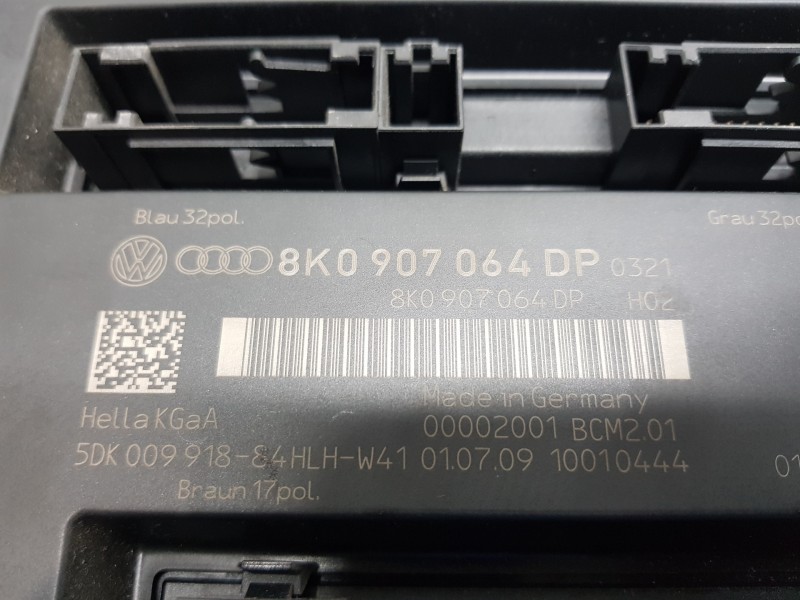 Blau 32pol.
Grau 32po
8K0 907 064 DP 0321
8K0 907 064 DP H02
Made in Germany
Hella KGaA
00002001 BCM2.01
5DK 009 918-84HLH-W41 01.07.09 10010444
01
Braun 17pol.